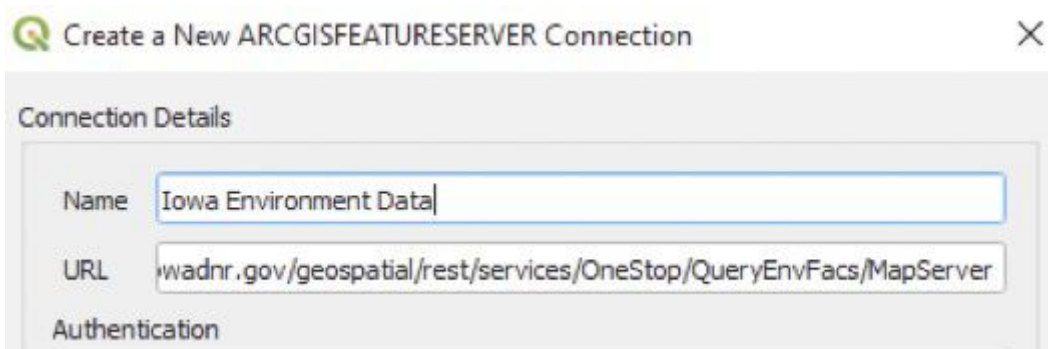 Create a New ARCGISFEATURESERVER Connection
Connection Details
Name Iowa Environment Data
URL owadnr.gov/geospatial/rest/services/OneStop/QueryEnvFacs/MapServer
Authentication